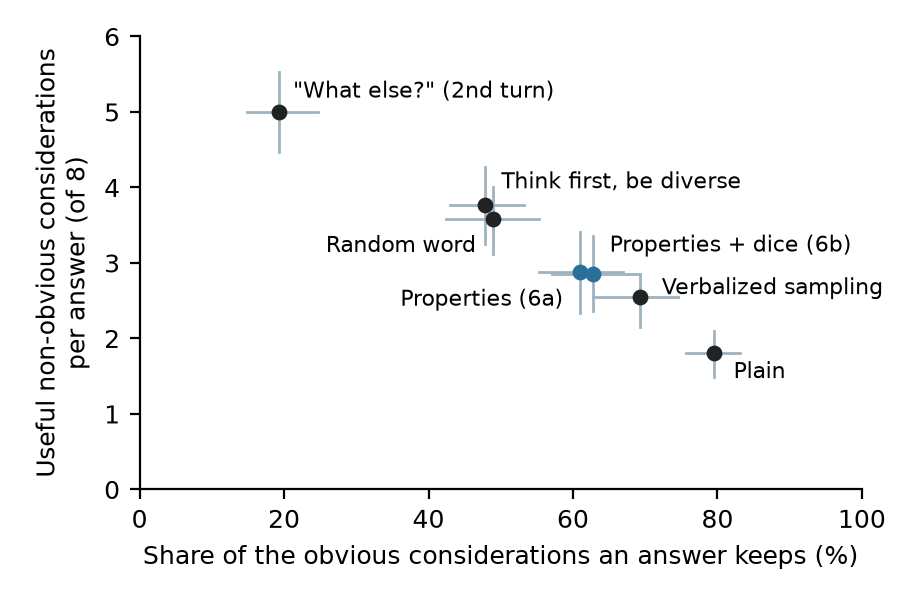 Useful non-obvious considerations
per answer (of 8)
6
5
4
3
2
1
0
"What else?" (2nd turn)
Think first, be diverse
Random word
Properties + dice (6b)
Properties (6a)
Verbalized sampling
Plain
0 20 40 60 80 100
Share of the obvious considerations an answer keeps (%)